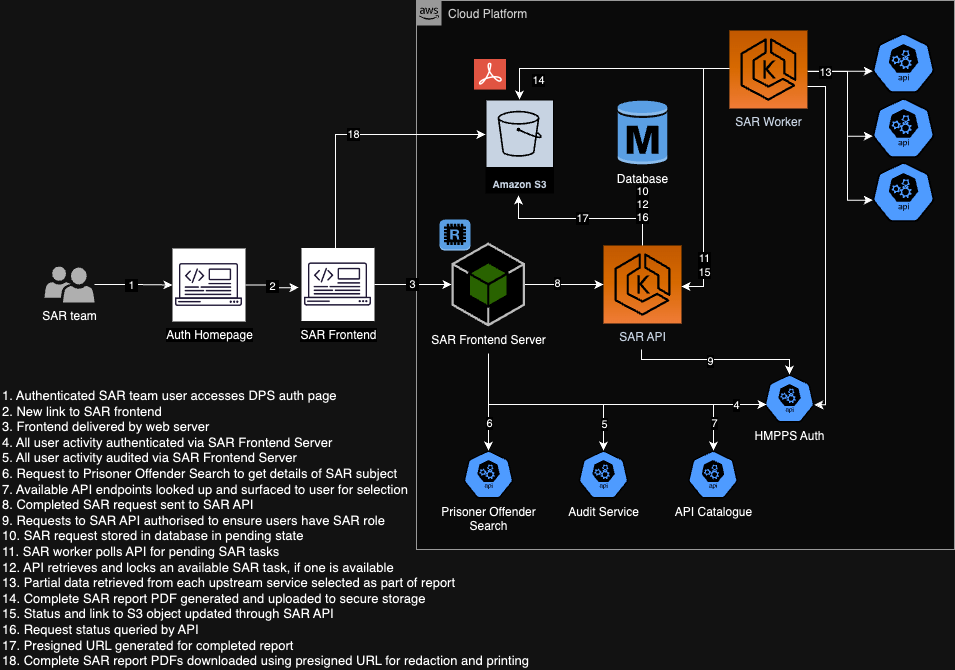 aws
Cloud Platform
14
13
api
SAR Worker
18
Amazon S3
M
Database
10
12
16
api
17
api
R
K
K
11
15
1
2
3
8
SAR team
Auth Homepage
SAR Frontend
SAR Frontend Server
SAR API
9
4
api
HMPPS Auth
6
5
7
api
api
api
Prisoner Offender
Search
Audit Service
API Catalogue
1. Authenticated SAR team user accesses DPS auth page
2. New link to SAR frontend
3. Frontend delivered by web server
4. All user activity authenticated via SAR Frontend Server
5. All user activity audited via SAR Frontend Server
6. Request to Prisoner Offender Search to get details of SAR subject
7. Available API endpoints looked up and surfaced to user for selection
8. Completed SAR request sent to SAR API
9. Requests to SAR API authorised to ensure users have SAR role
10. SAR request stored in database in pending state
11. SAR worker polls API for pending SAR tasks
12. API retrieves and locks an available SAR task, if one is available
13. Partial data retrieved from each upstream service selected as part of report
14. Complete SAR report PDF generated and uploaded to secure storage
15. Status and link to S3 object updated through SAR API
16. Request status queried by API
17. Presigned URL generated for completed report
18. Complete SAR report PDFs downloaded using presigned URL for redaction and printing